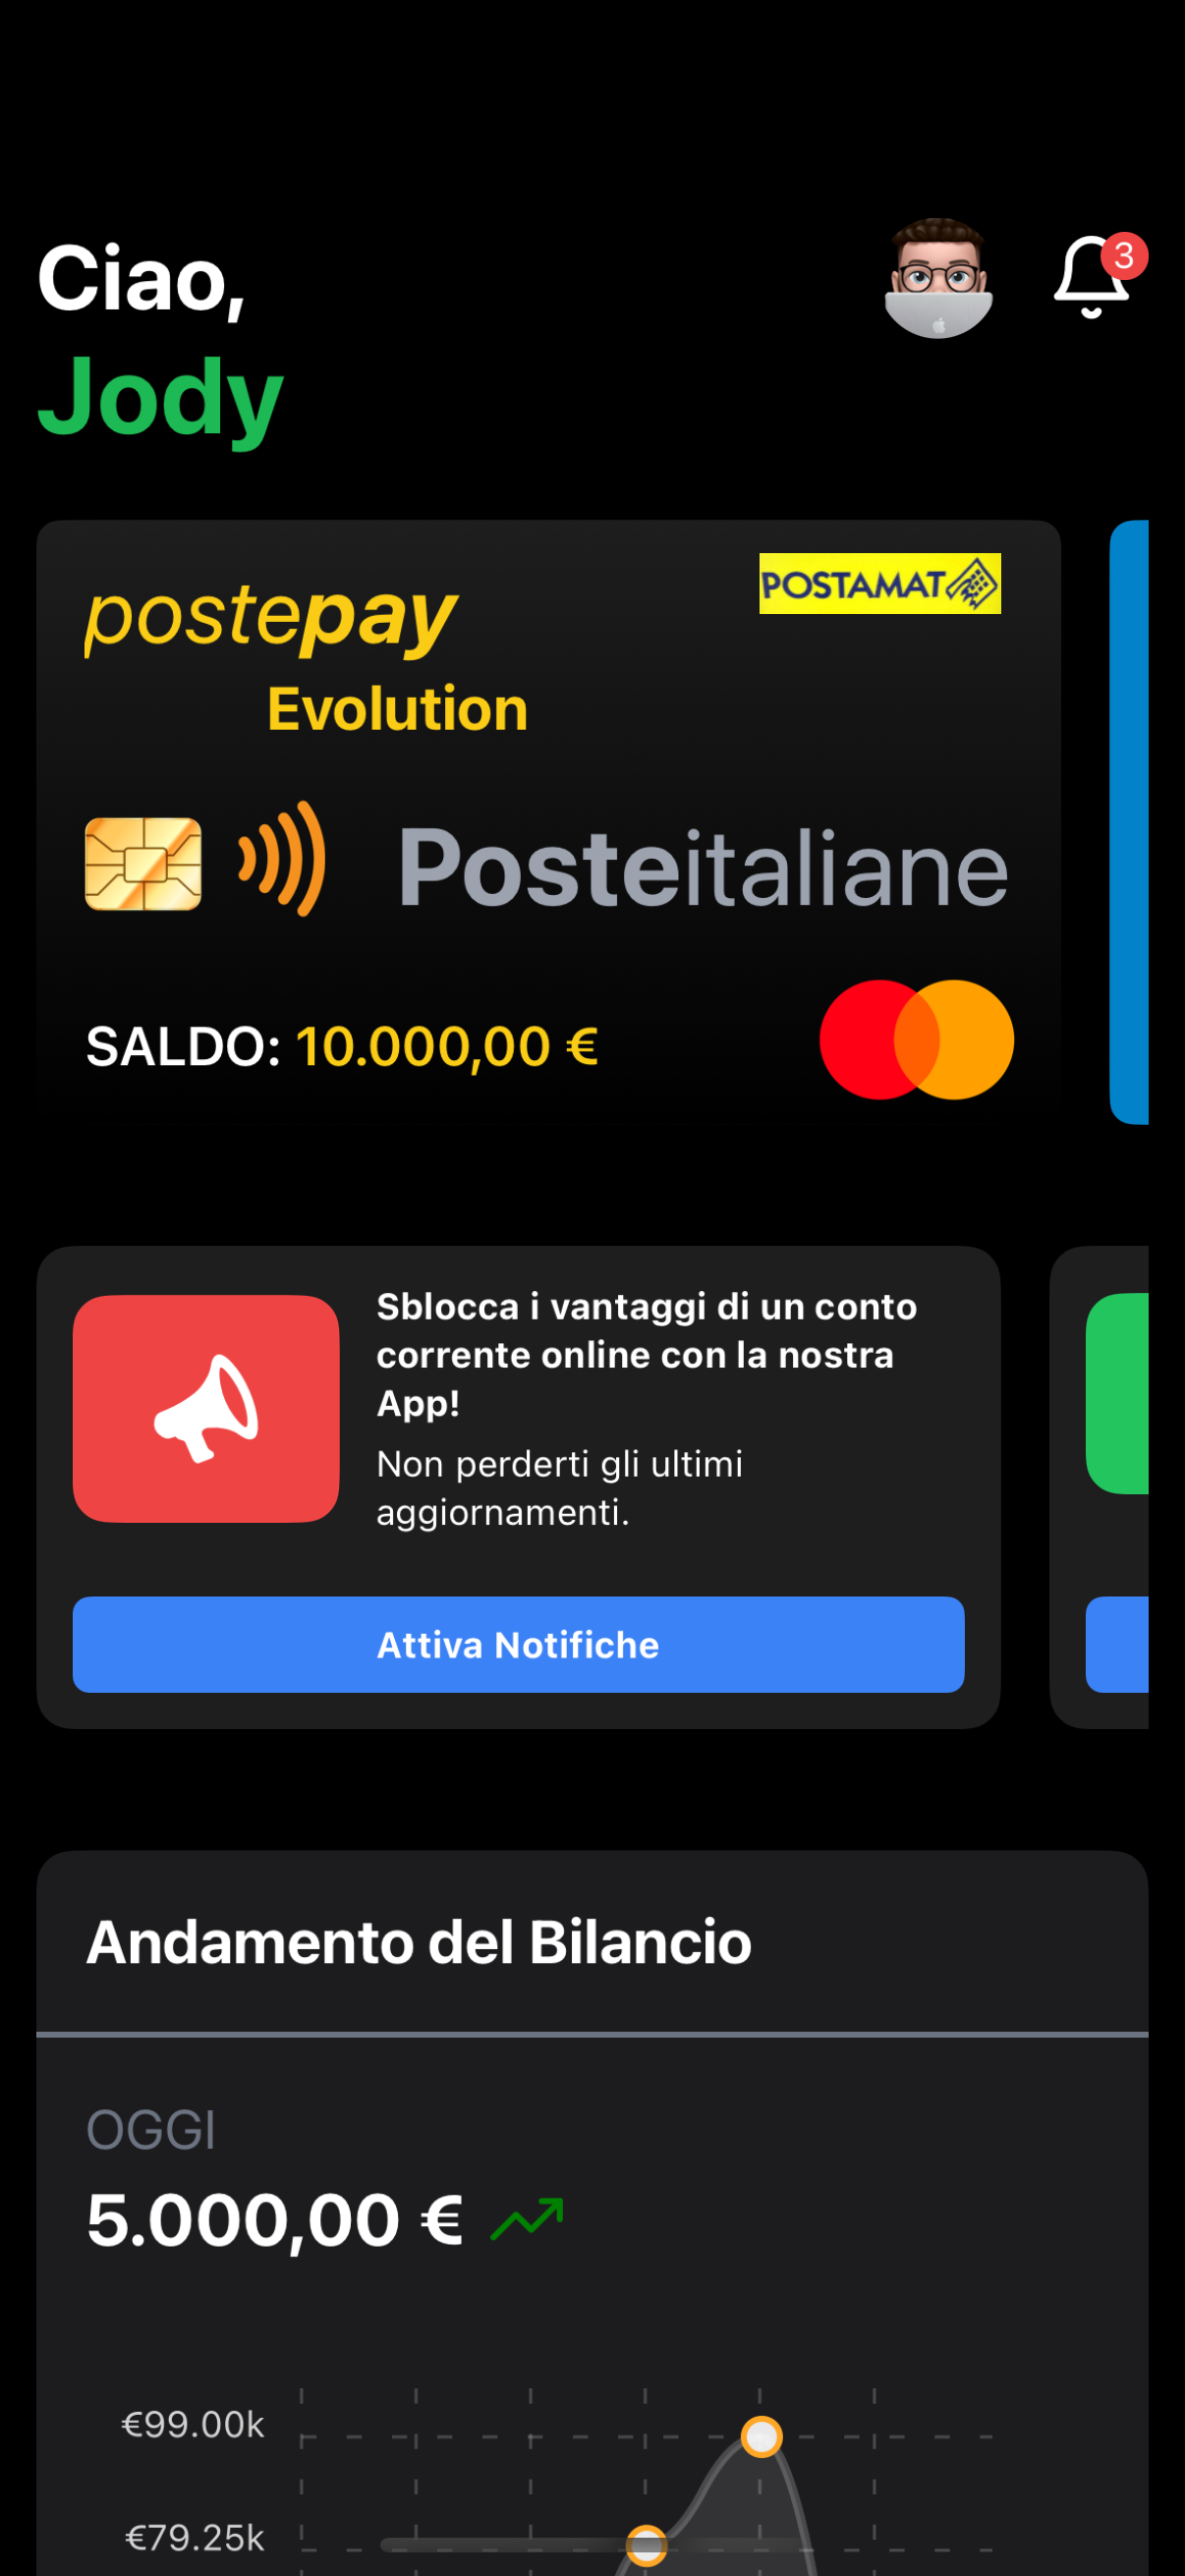 Ciao,
3
Jody
postepay
POSTAMAT
Evolution
Posteitaliane
SALDO: 10.000,00 €
Sblocca i vantaggi di un conto
corrente online con la nostra
App!
Non perderti gli ultimi
aggiornamenti.
Attiva Notifiche
Andamento del Bilancio
OGGI
5.000,00 €
€99.00k
€79.25k